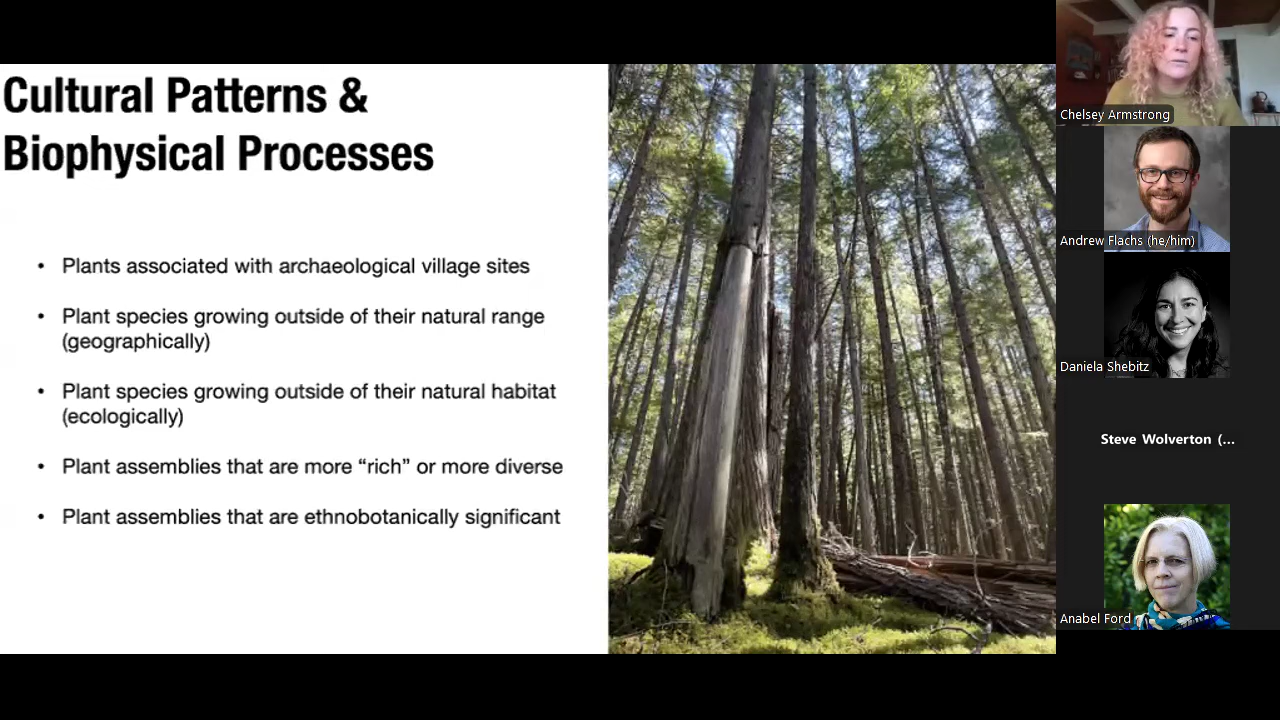 Cultural Patterns &
Biophysical Processes
• Plants associated with archaeological village sites
• Plant species growing outside of their natural range
(geographically)
• Plant species growing outside of their natural habitat
(ecologically)
• Plant assemblies that are more “rich” or more diverse
• Plant assemblies that are ethnobotanically significant
Chelsey Armstrong
Andrew Flachs (he/him)
Daniela Shebitz
Steve Wolverton (...
Anabel Ford